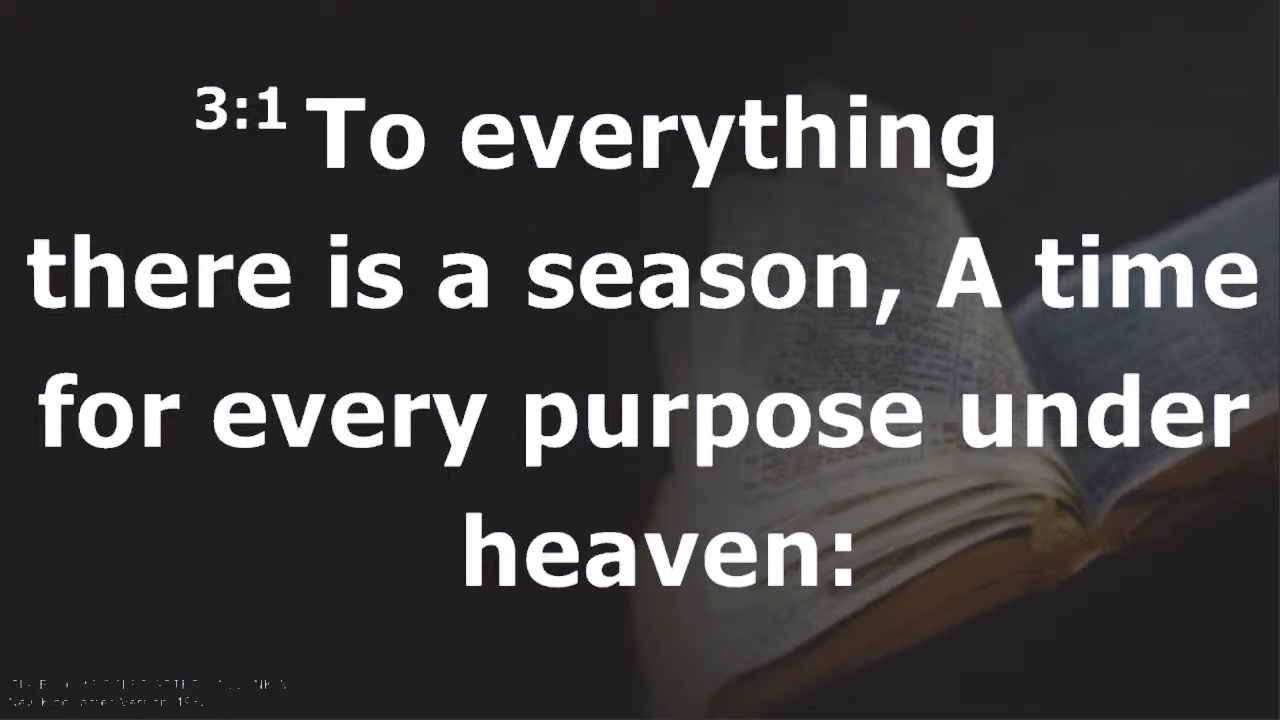 3:1 To everything
there is a season, A time
for every purpose under
heaven: